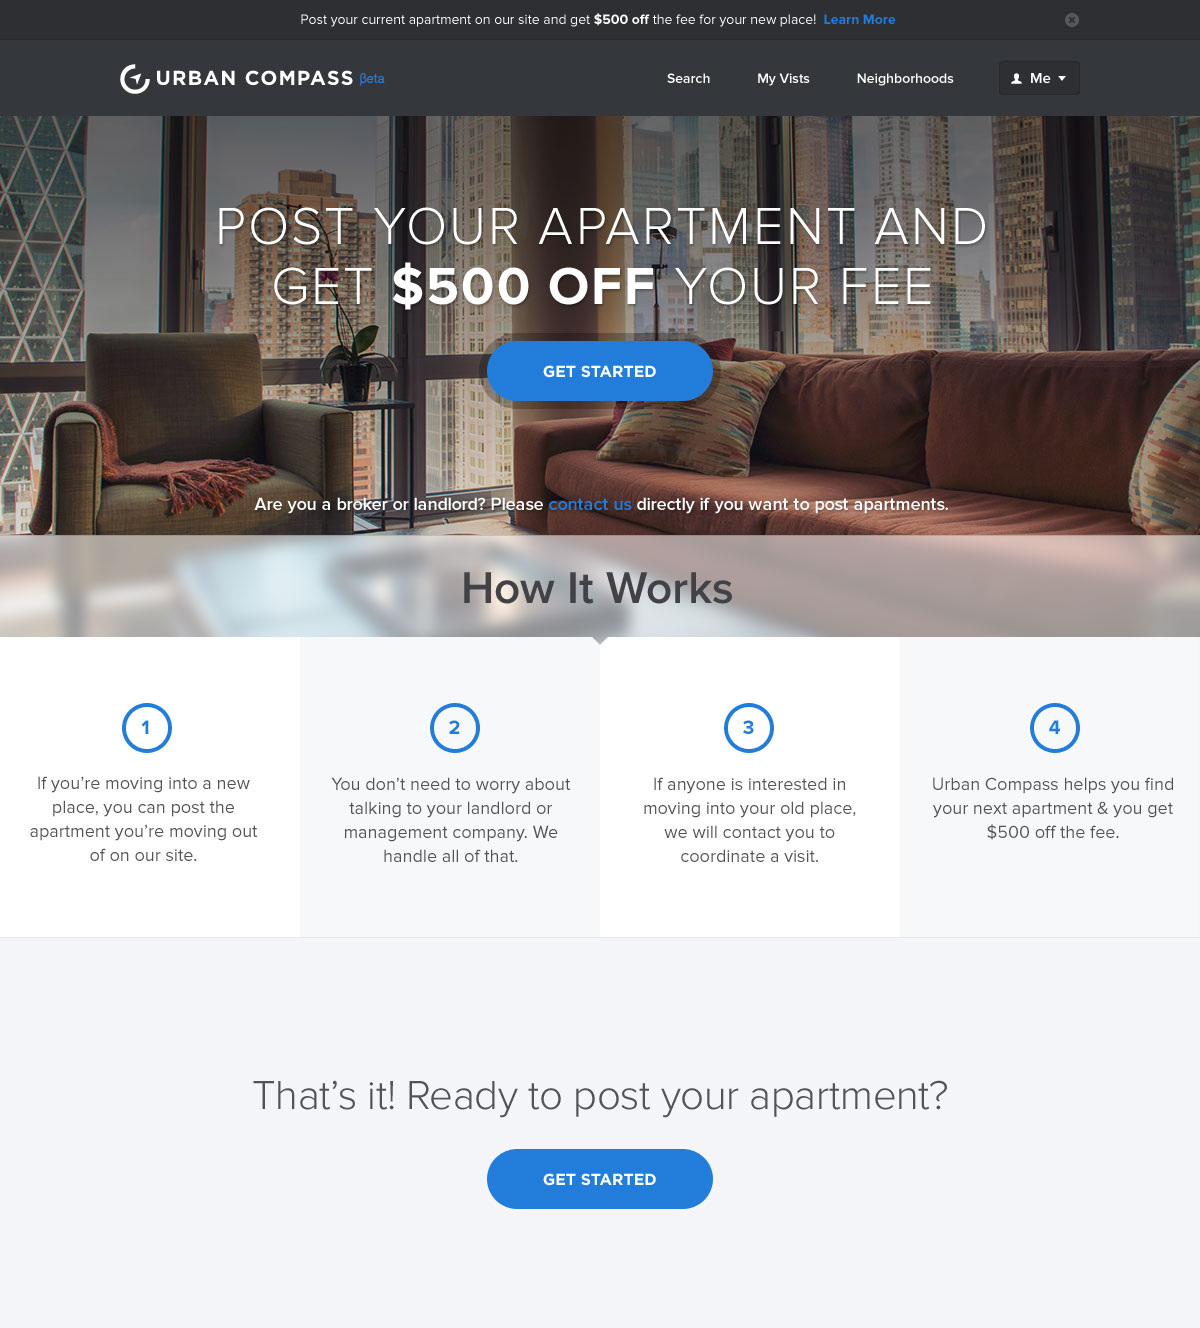 Post your current apartment on our site and get $500 off the fee for your new place! Learn More
URBAN COMPASS βeta
Search
My Vists
Neighborhoods
Me
POST YOUR APARTMENT AND
GET $500 OFF YOUR FEE
GET STARTED
Are you a broker or landlord? Please contact us directly if you want to post apartments.
How It Works
1
If you’re moving into a new
place, you can post the
apartment you’re moving out
of on our site.
2
You don’t need to worry about
talking to your landlord or
management company. We
handle all of that.
3
If anyone is interested in
moving into your old place,
we will contact you to
coordinate a visit.
4
Urban Compass helps you find
your next apartment & you get
$500 off the fee.
That’s it! Ready to post your apartment?
GET STARTED